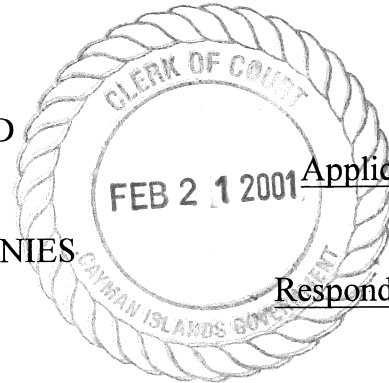 CLERK OF COURT
D
Applic
FEB 2 1 2001
NIES
Respond
CAYMAN ISLANDS GOVERNMENT